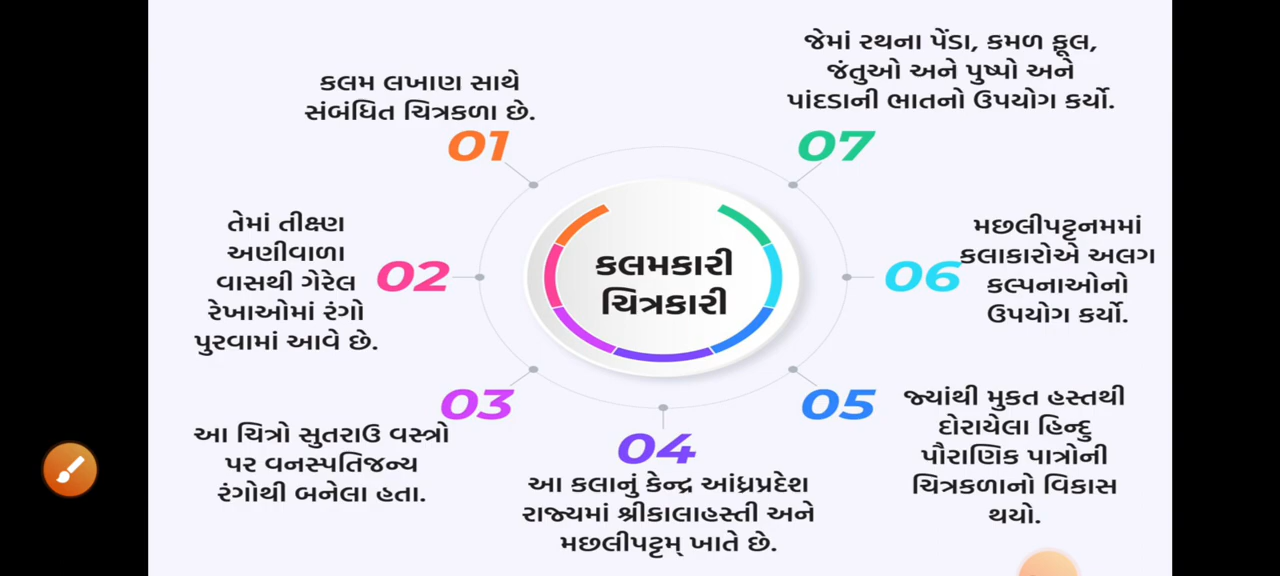 કલમકારી
ચિત્રકારી
01
કલમ લખાણ સાથે
સંબંધિત ચિત્રકળા છે.
02
તેમાં તીક્ષ્ણ
અણીવાળા
વાસથી ગેરેલ
રેખાઓમાં રંગો
પુરવામાં આવે છે.
03
આ ચિત્રો સુતરાઉ વસ્ત્રો
પર વનસ્પતિજન્ય
રંગોથી બનેલા હતા.
04
આ કલાનું કેન્દ્ર આંધ્રપ્રદેશ
રાજ્યમાં શ્રીકાલાહસ્તી અને
મછલીપટ્ટમ્ ખાતે છે.
05
જ્યાંથી મુકત હસ્તથી
દોરાયેલા હિન્દુ
પૌરાણિક પાત્રોની
ચિત્રકળાનો વિકાસ
થયો.
06
મછલીપટ્ટનમમાં
કલાકારોએ અલગ
કલ્પનાઓનો
ઉપયોગ કર્યો.
07
જેમાં રથના પેંડા, કમળ ફૂલ,
જંતુઓ અને પુષ્પો અને
પાંદડાની ભાતનો ઉપયોગ કર્યો.